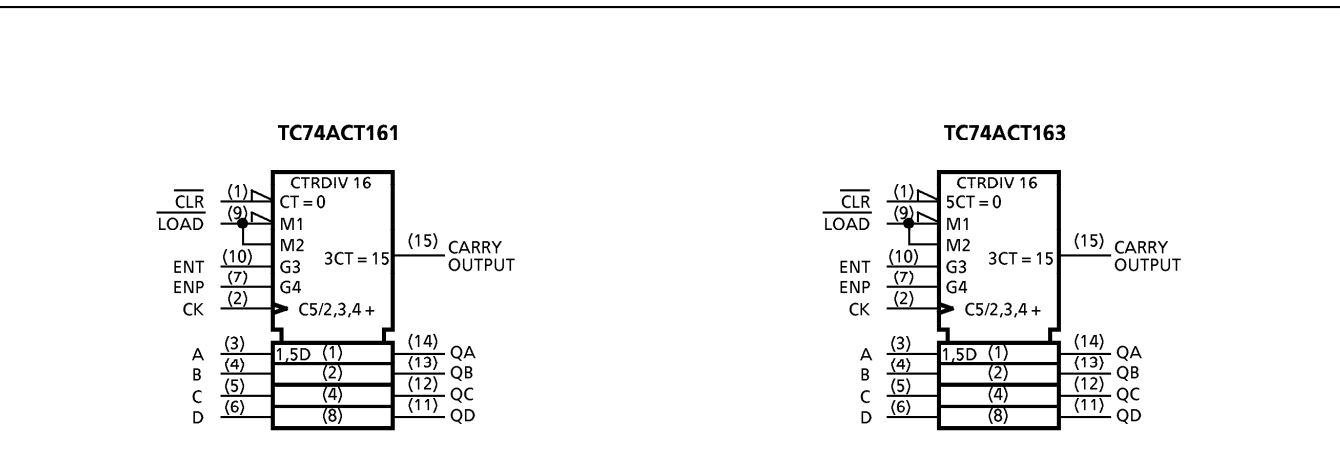 TC74ACT161
CTRDIV 16
CLR (1) CT = 0
LOAD (9) M1
M2
3CT = 15 (15) CARRY OUTPUT
ENT (10) G3
ENP (7) G4
CK (2) C5/2,3,4 +
A (3) 1,5D (1) (14) QA
B (4) (2) (13) QB
C (5) (4) (12) QC
D (6) (8) (11) QD
TC74ACT163
CTRDIV 16
CLR (1) 5CT = 0
LOAD (9) M1
M2
3CT = 15 (15) CARRY OUTPUT
ENT (10) G3
ENP (7) G4
CK (2) C5/2,3,4 +
A (3) 1,5D (1) (14) QA
B (4) (2) (13) QB
C (5) (4) (12) QC
D (6) (8) (11) QD